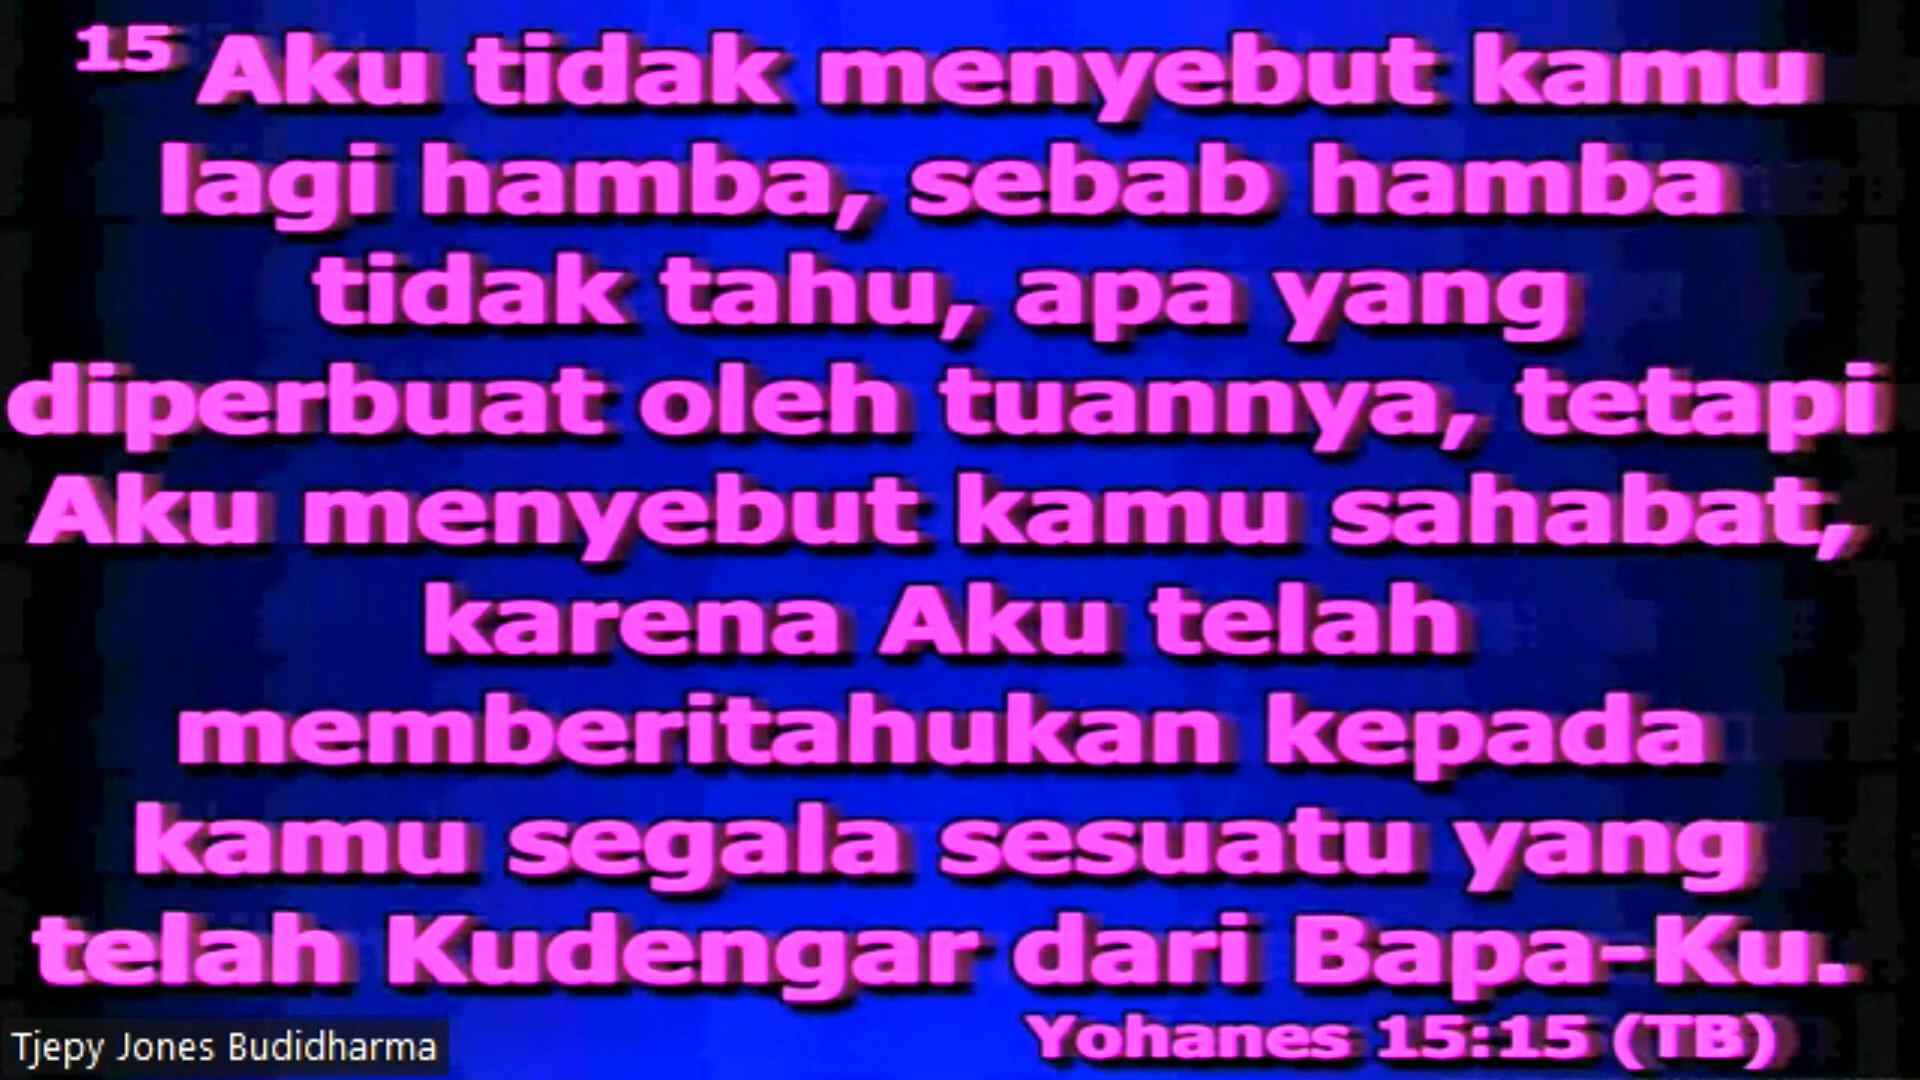 15 Aku tidak menyebut kamu
lagi hamba, sebab hamba
tidak tahu, apa yang
diperbuat oleh tuannya, tetapi
Aku menyebut kamu sahabat,
karena Aku telah
memberitahukan kepada
kamu segala sesuatu yang
telah Kudengar dari Bapa-Ku.
Yohanes 15:15 (TB)
Tjepy Jones Budidharma